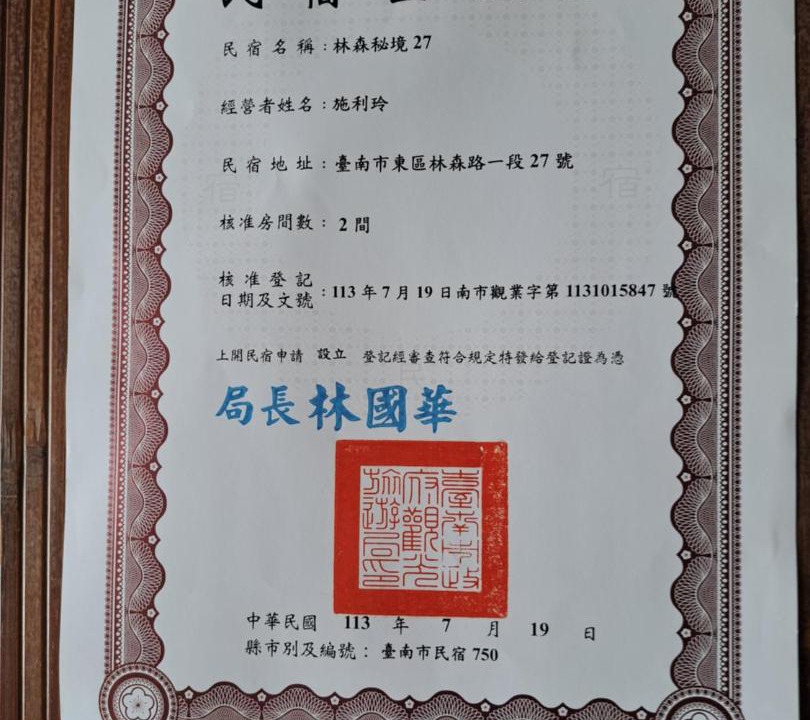 民宿
民宿名稱：林森秘境 27
經營者姓名：施利玲
民宿地址：臺南市東區林森路一段 27 號
核准房間數：2 間
核准登記
日期及文號：113 年 7 月 19 日南市觀業字第 1131015847 號
上開民宿申請 設立 登記經審查符合規定特發給登記證為憑
局長林國華
臺南市政府觀光旅遊局印
中華民國 113 年 7 月 19 日
縣市別及編號：臺南市民宿 750